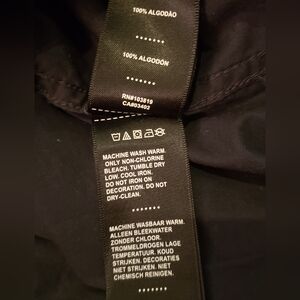 100% ALGODÃO
*******
100% ALGODÓN
*******
RN#103819
CA#03402
MACHINE WASH WARM.
ONLY NON-CHLORINE
BLEACH. TUMBLE DRY
LOW. COOL IRON.
DO NOT IRON ON
DECORATION. DO NOT
DRY-CLEAN.
*******
MACHINE WASBAAR WARM.
ALLEEN BLEEKWATER
ZONDER CHLOOR.
TROMMELDROGEN LAGE
TEMPERATUUR. KOUD
STRIJKEN. DECORATIES
NIET STRIJKEN. NIET
CHEMISCH REINIGEN.
*******